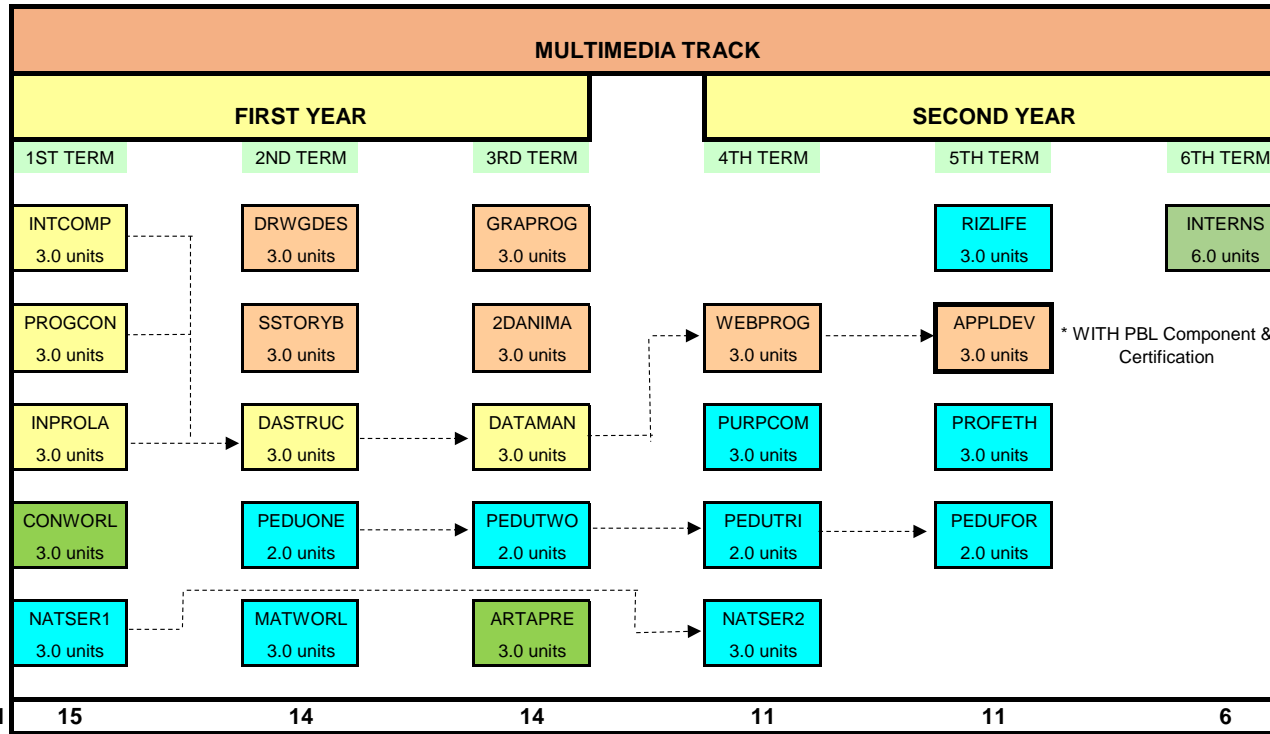 MULTIMEDIA TRACK
FIRST YEAR SECOND YEAR
1ST TERM 2ND TERM 3RD TERM 4TH TERM 5TH TERM 6TH TERM
INTCOMP DRWGDES GRAPROG RIZLIFE INTERNS
3.0 units 3.0 units 3.0 units 3.0 units 6.0 units
PROGCON SSTORYB 2DANIMA WEBPROG APPLDEV * WITH PBL Component &
3.0 units 3.0 units 3.0 units 3.0 units 3.0 units Certification
INPROLA DASTRUC DATAMAN PURPCOM PROFETH
3.0 units 3.0 units 3.0 units 3.0 units 3.0 units
CONWORL PEDUONE PEDUTWO PEDUTRI PEDUFOR
3.0 units 2.0 units 2.0 units 2.0 units 2.0 units
NATSER1 MATWORL ARTAPRE NATSER2
3.0 units 3.0 units 3.0 units 3.0 units
15 14 14 11 11 6